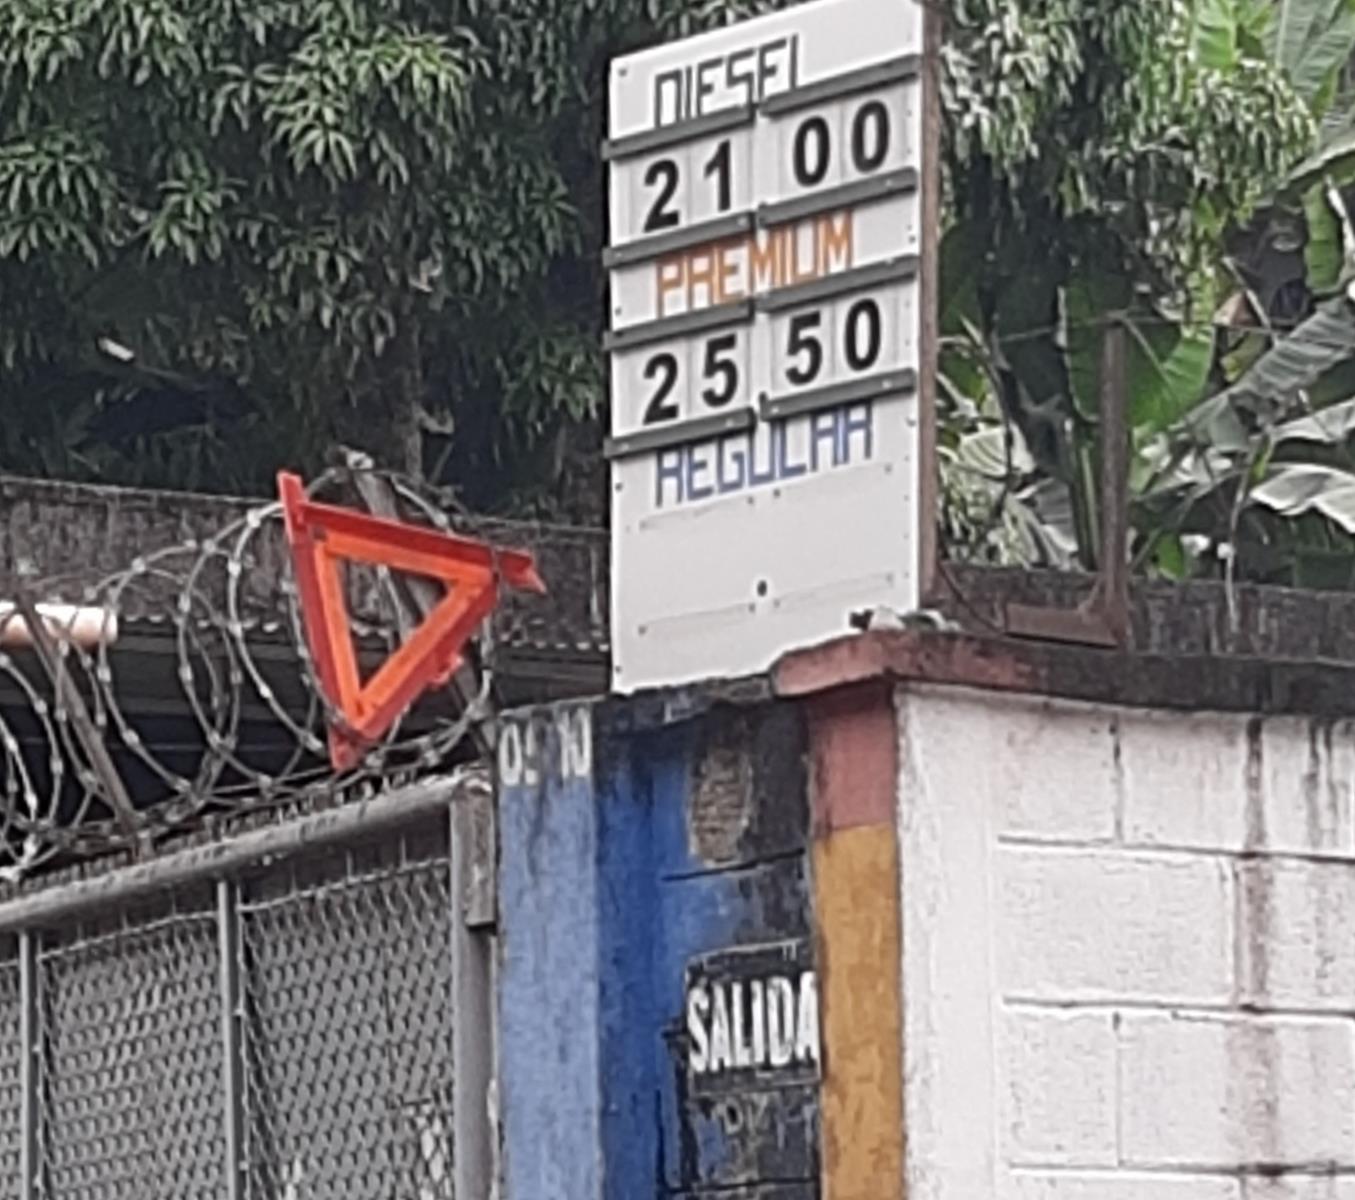 DIESEL
21.00
PREMIUM
25.50
REGULAR
SALIDA